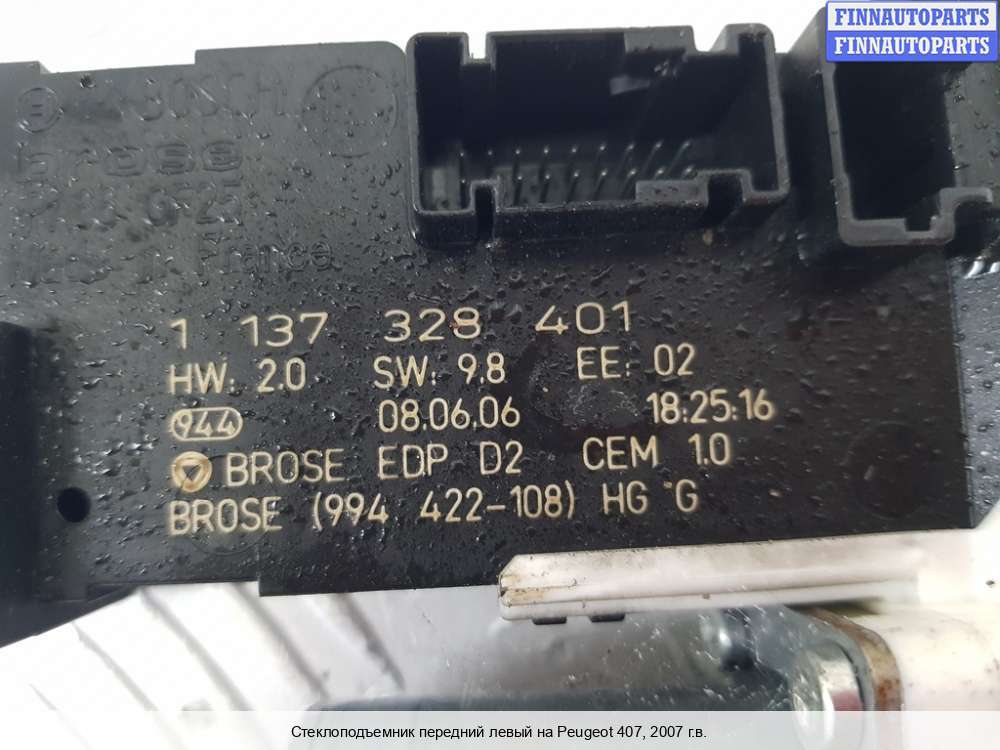 FINNAUTOPARTS
FINNAUTOPARTS
BOSCH
brose
France
1 137 328 401
HW: 2.0 SW: 9.8 EE: 02
944 08.06.06 18:25:16
BROSE EDP D2 CEM 1.0
BROSE (994 422-108) HG G
Стеклоподъемник передний левый на Peugeot 407, 2007 г.в.